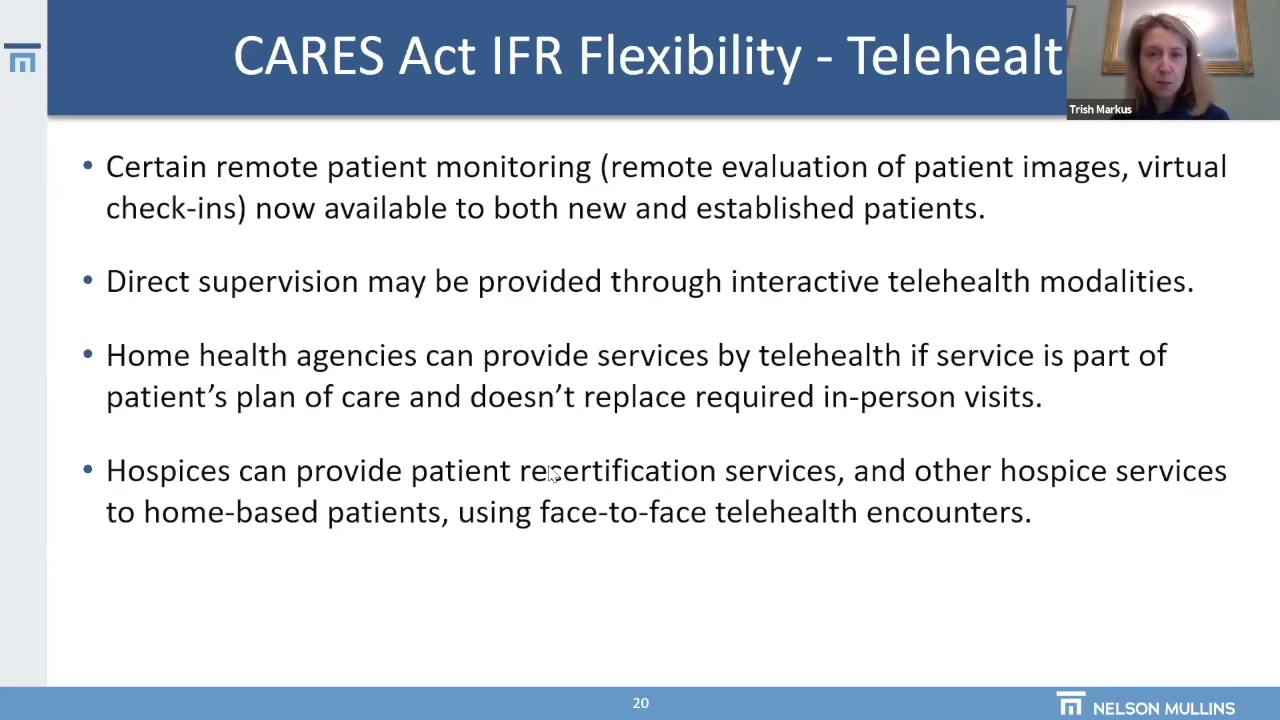 CARES Act IFR Flexibility - Telealt
Trish Markus
• Certain remote patient monitoring (remote evaluation of patient images, virtual
check-ins) now available to both new and established patients.
• Direct supervision may be provided through interactive telehealth modalities.
• Home health agencies can provide services by telehealth if service is part of
patient’s plan of care and doesn’t replace required in-person visits.
• Hospices can provide patient recertification services, and other hospice services
to home-based patients, using face-to-face telehealth encounters.
20
NELSON MULLINS